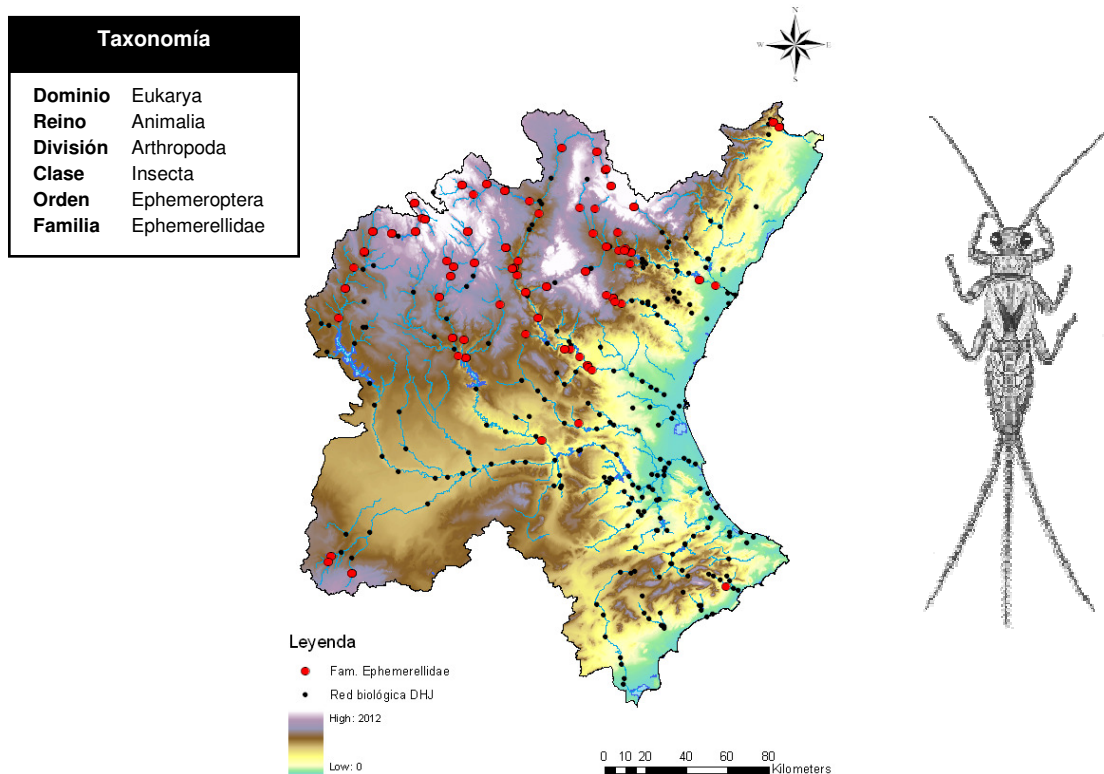 Taxonomía
Dominio Eukarya
Reino Animalia
División Arthropoda
Clase Insecta
Orden Ephemeroptera
Familia Ephemerellidae
N
W E
S
Leyenda
Fam. Ephemerellidae
Red biológica DHJ
High: 2012
Low: 0
0 10 20 40 60 80
Kilometers